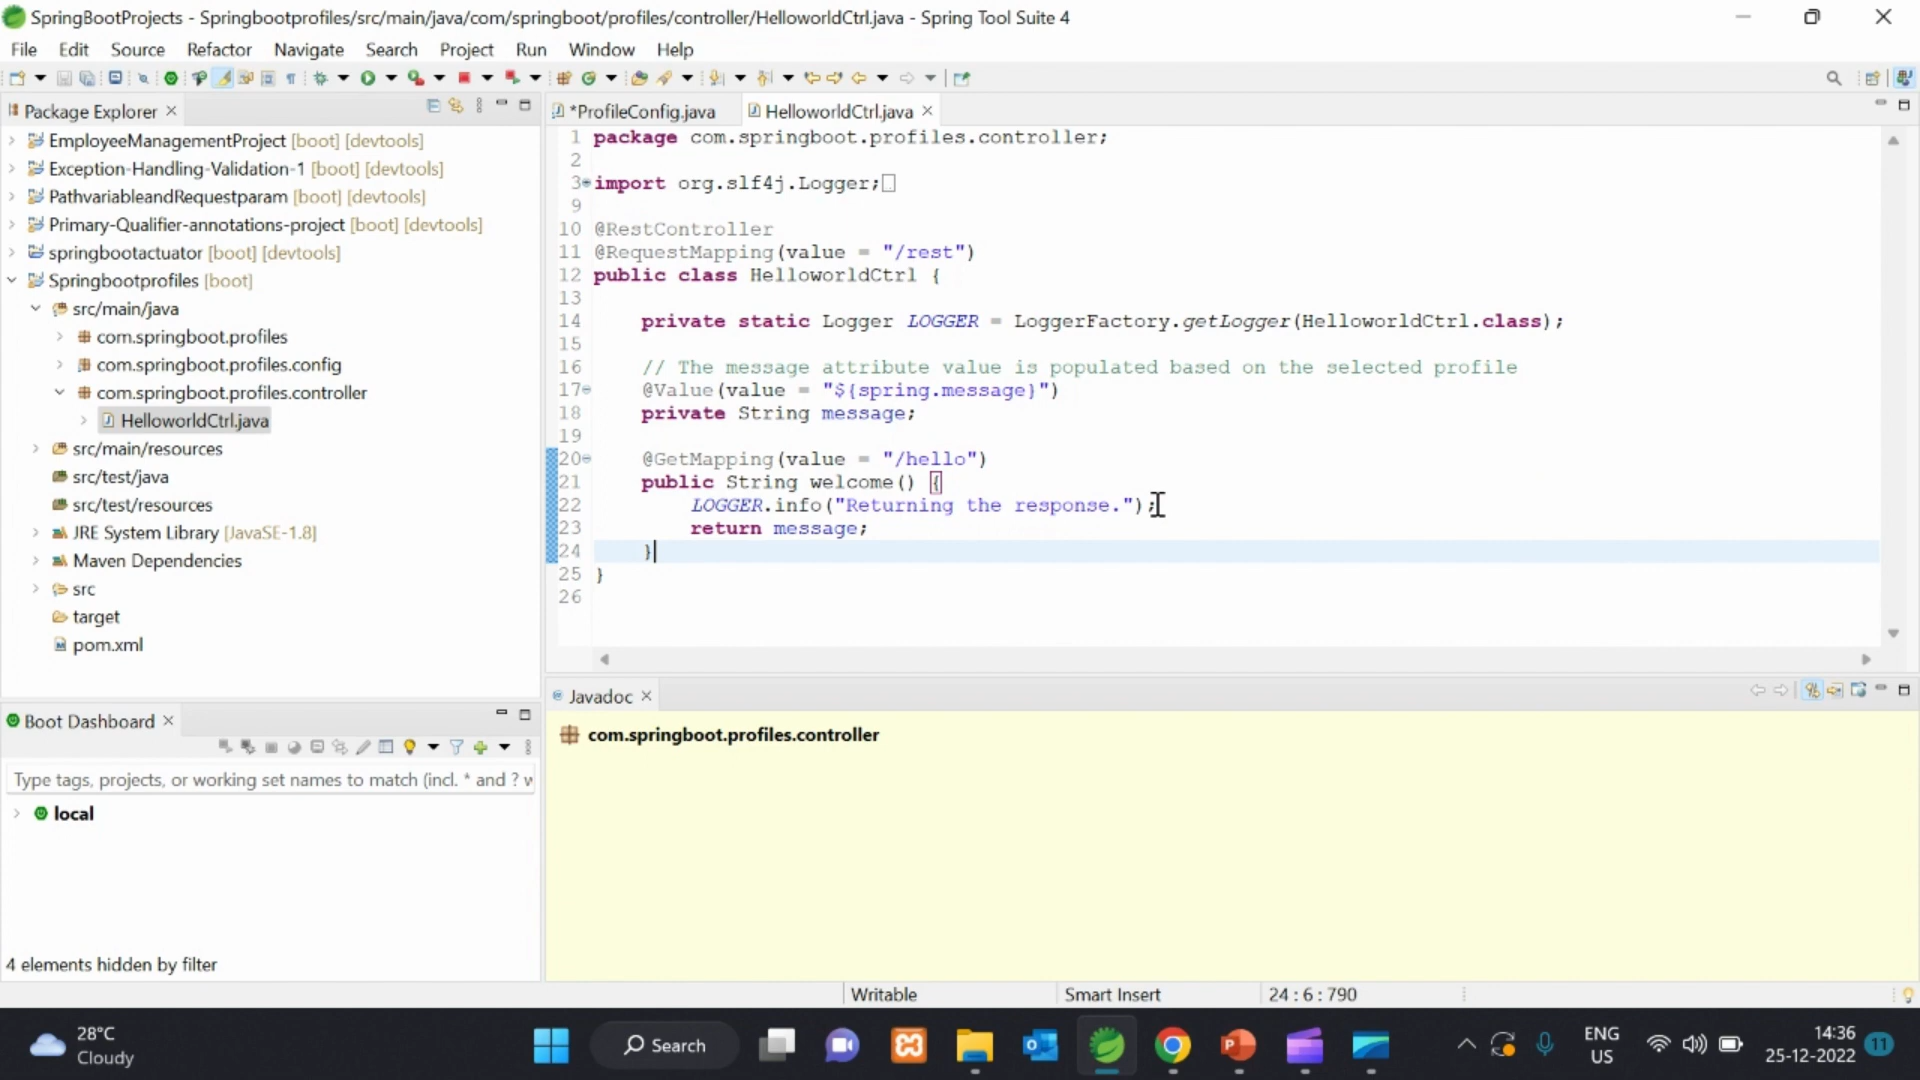 SpringBootProjects - Springbootprofiles/src/main/java/com/springboot/profiles/controller/HelloworldCtrl.java - Spring Tool Suite 4
File Edit Source Refactor Navigate Search Project Run Window Help
Package Explorer
EmployeeManagementProject [boot] [devtools]
Exception-Handling-Validation-1 [boot] [devtools]
PathvariableandRequestparam [boot] [devtools]
Primary-Qualifier-annotations-project [boot] [devtools]
springbootactuator [boot] [devtools]
Springbootprofiles [boot]
src/main/java
com.springboot.profiles
com.springboot.profiles.config
com.springboot.profiles.controller
HelloworldCtrl.java
src/main/resources
src/test/java
src/test/resources
JRE System Library [JavaSE-1.8]
Maven Dependencies
src
target
pom.xml
*ProfileConfig.java HelloworldCtrl.java
1 package com.springboot.profiles.controller;
2
3 import org.slf4j.Logger;
9
10 @RestController
11 @RequestMapping(value = "/rest")
12 public class HelloworldCtrl {
13
14 private static Logger LOGGER = LoggerFactory.getLogger(HelloworldCtrl.class);
15
16 // The message attribute value is populated based on the selected profile
17 @Value(value = "${spring.message}")
18 private String message;
19
20 @GetMapping(value = "/hello")
21 public String welcome() {
22 LOGGER.info("Returning the response.");
23 return message;
24 }
25 }
26
Boot Dashboard
Type tags, projects, or working set names to match (incl. * and ? w
local
4 elements hidden by filter
Javadoc
com.springboot.profiles.controller
Writable Smart Insert 24 : 6 : 790
28°C
Cloudy
Search
ENG
US
14:36
25-12-2022
11